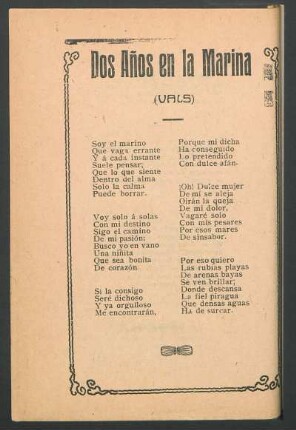 Dos Años en la Marina
(VALS)
Soy el marino
Que vaga errante
Y á cada instante
Suele pensar;
Que lo que siente
Dentro del alma
Solo la calma
Puede borrar.
Voy solo á solas
Con mi destino
Sigo el camino
De mi pasión;
Busco yo en vano
Una niñita
Que sea bonita
De corazón
Si la consigo
Seré dichoso
Y ya orgulloso
Me encontrarán.
Porque mi dicha
Ha conseguido
Lo pretendido
Con dulce afán.
¡Oh! Dulce mujer
De mí se aleja
Oirán la queja
De mi dolor,
Vagaré solo
Con mis pesares
Por esos mares
De sinsabor.
Por eso quiero
Las rubias playas
De arenas bayas
Se ven brillar;
Donde descansa
La fiel piragua
Que densas aguas
Ha de surcar.